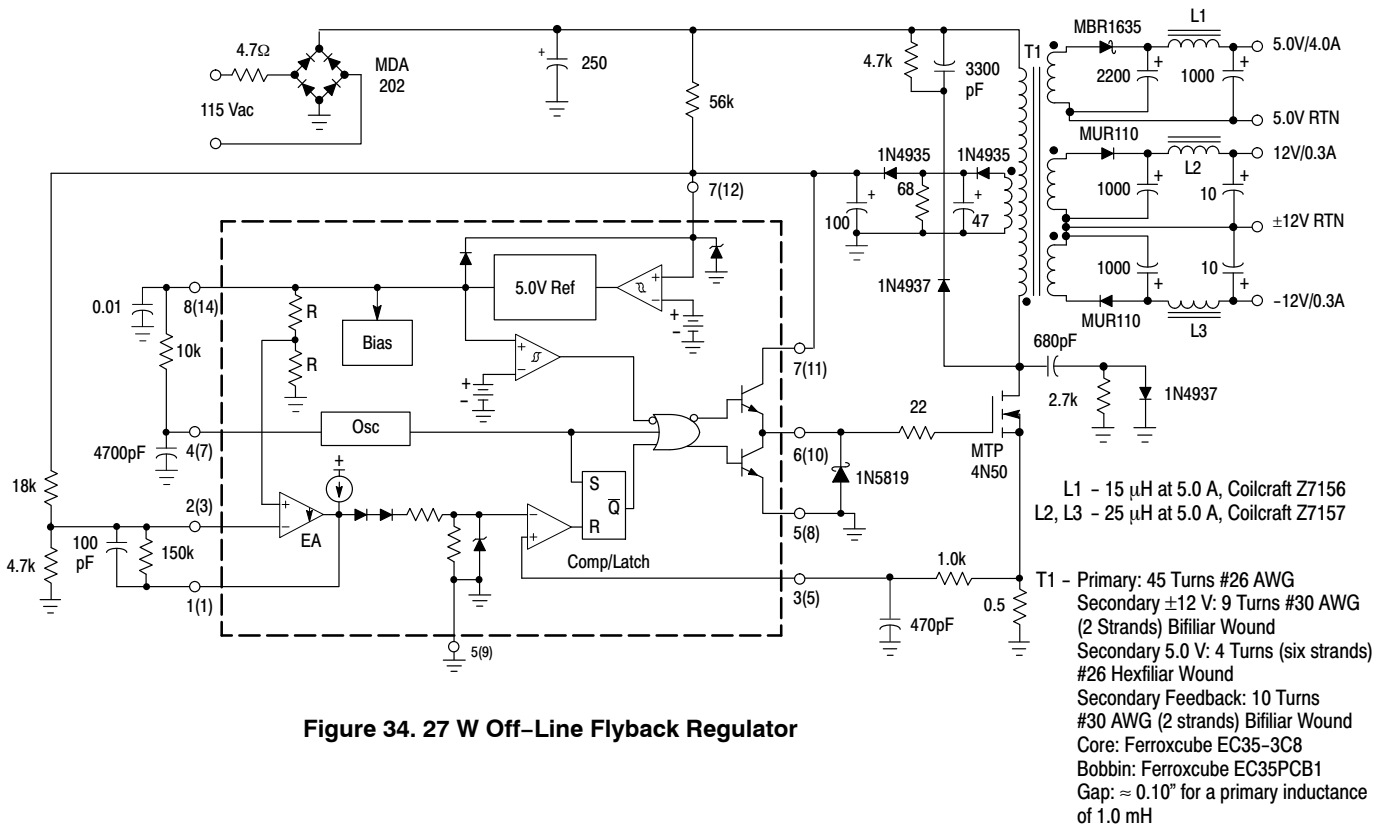 4.7Ω
MDA
202
115 Vac
+
250
56k
4.7k
3300
pF
T1
MBR1635
L1
5.0V/4.0A
2200
+
1000
+
5.0V RTN
MUR110
12V/0.3A
L2
1000
+
10
+
±12V RTN
1000
+
10
+
−12V/0.3A
MUR110
L3
1N4935
1N4935
68
100
+
47
+
7(12)
1N4937
0.01
8(14)
R
R
Bias
5.0V Ref
+
−
+
−
+
−
+
−
7(11)
680pF
2.7k
1N4937
10k
4700pF
4(7)
Osc
22
MTP
4N50
6(10)
1N5819
18k
+
S
Q
R
2(3)
+
−
EA
−
+
Comp/Latch
5(8)
100
pF
150k
4.7k
1(1)
1.0k
3(5)
470pF
0.5
5(9)
L1 − 15 μH at 5.0 A, Coilcraft Z7156
L2, L3 − 25 μH at 5.0 A, Coilcraft Z7157
T1 − Primary: 45 Turns #26 AWG
Secondary ±12 V: 9 Turns #30 AWG
(2 Strands) Bifiliar Wound
Secondary 5.0 V: 4 Turns (six strands)
#26 Hexfiliar Wound
Secondary Feedback: 10 Turns
#30 AWG (2 strands) Bifiliar Wound
Core: Ferroxcube EC35−3C8
Bobbin: Ferroxcube EC35PCB1
Gap: ≈ 0.10" for a primary inductance
of 1.0 mH
Figure 34. 27 W Off−Line Flyback Regulator